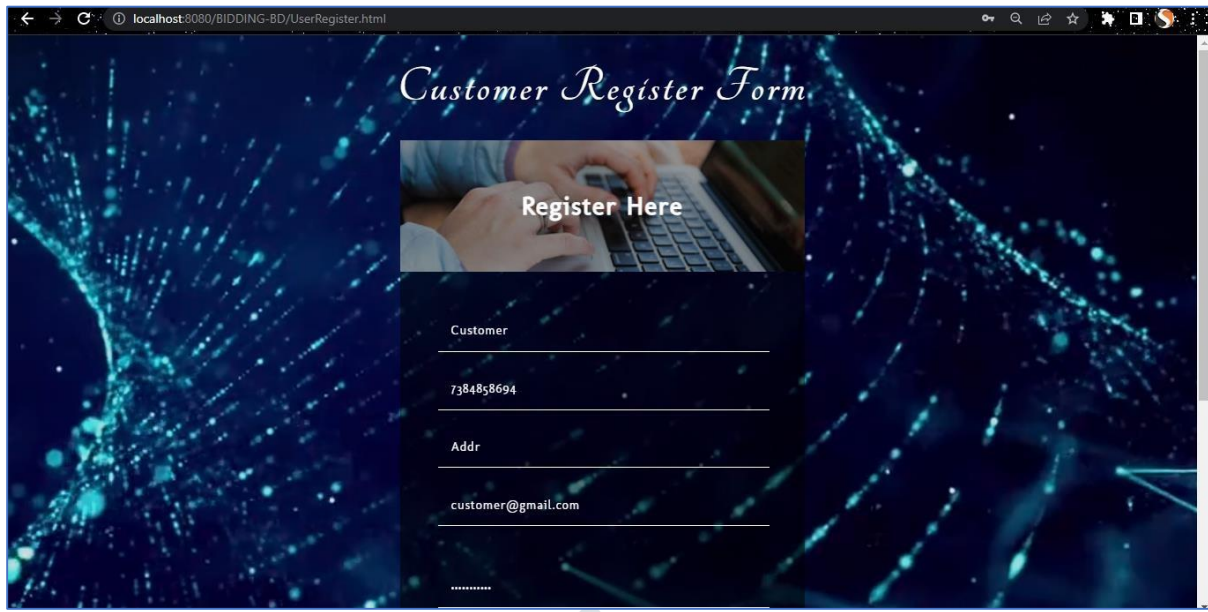 localhost:8080/BIDDING-BD/UserRegister.html
Customer Register Form
Register Here
Customer
7384858694
Addr
customer@gmail.com
...........